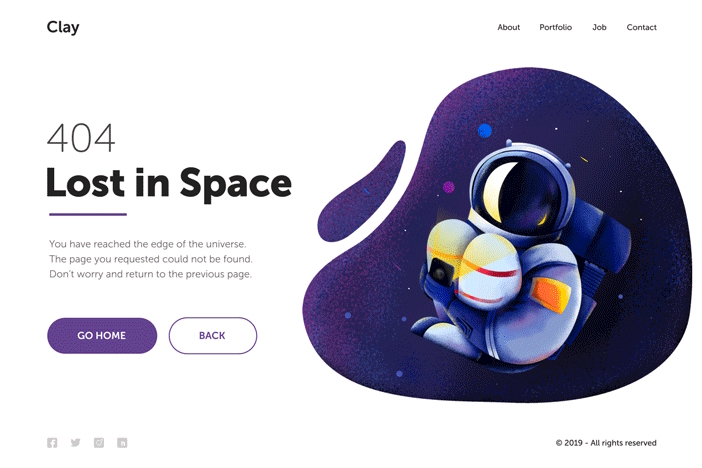 Clay
About
Portfolio
Job
Contact
404
Lost in Space
You have reached the edge of the universe.
The page you requested could not be found.
Don't worry and return to the previous page.
GO HOME
BACK
© 2019 - All rights reserved